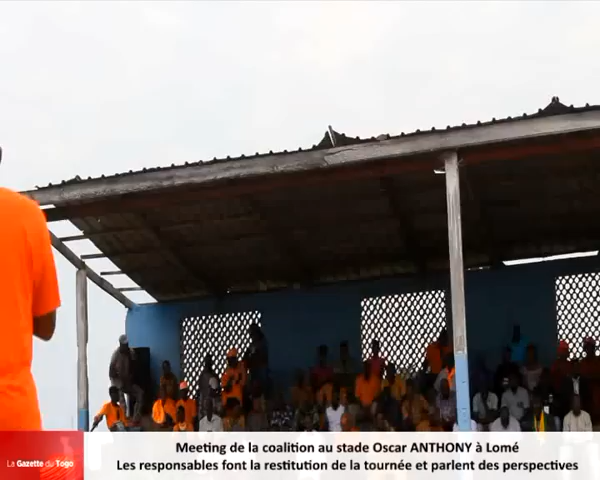 Meeting de la coalition au stade Oscar ANTHONY à Lomé
La Gazette du Togo
Les responsables font la restitution de la tournée et parlent des perspectives